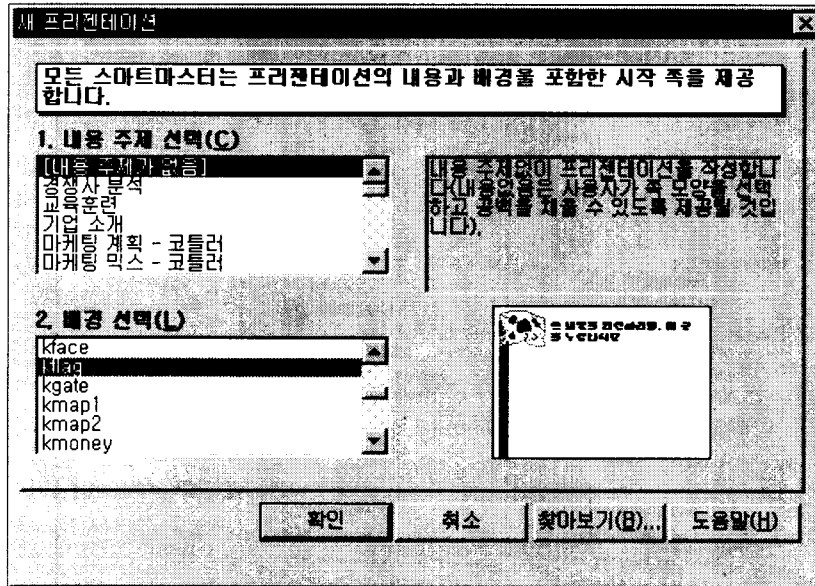 새 프리젠테이션
모든 스마트마스터는 프리젠테이션의 내용과 배경을 포함한 시작 쪽을 제공
합니다.
1. 내용 주제 선택(C)
[내용 주제가 없음]
경쟁사 분석
교육훈련
기업 소개
마케팅 계획 - 코틀러
마케팅 믹스 - 코틀러
내용 주제없이 프리젠테이션을 작성합니
다(내용없음은 사용자가 쪽 모양을 선택
하고 공백을 채울 수 있도록 제공될 것입
니다).
2. 배경 선택(L)
kface
kflag
kgate
kmap1
kmap2
kmoney
확인
취소
찾아보기(B)...
도움말(H)